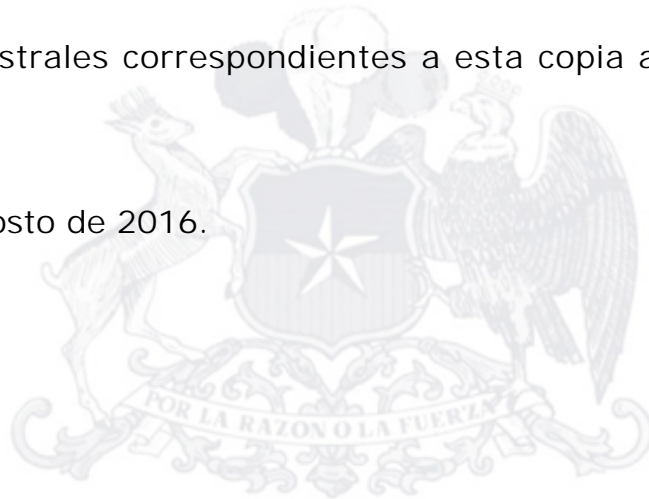 strales correspondientes a esta copia a
osto de 2016.
POR LA RAZON O LA FUERZA